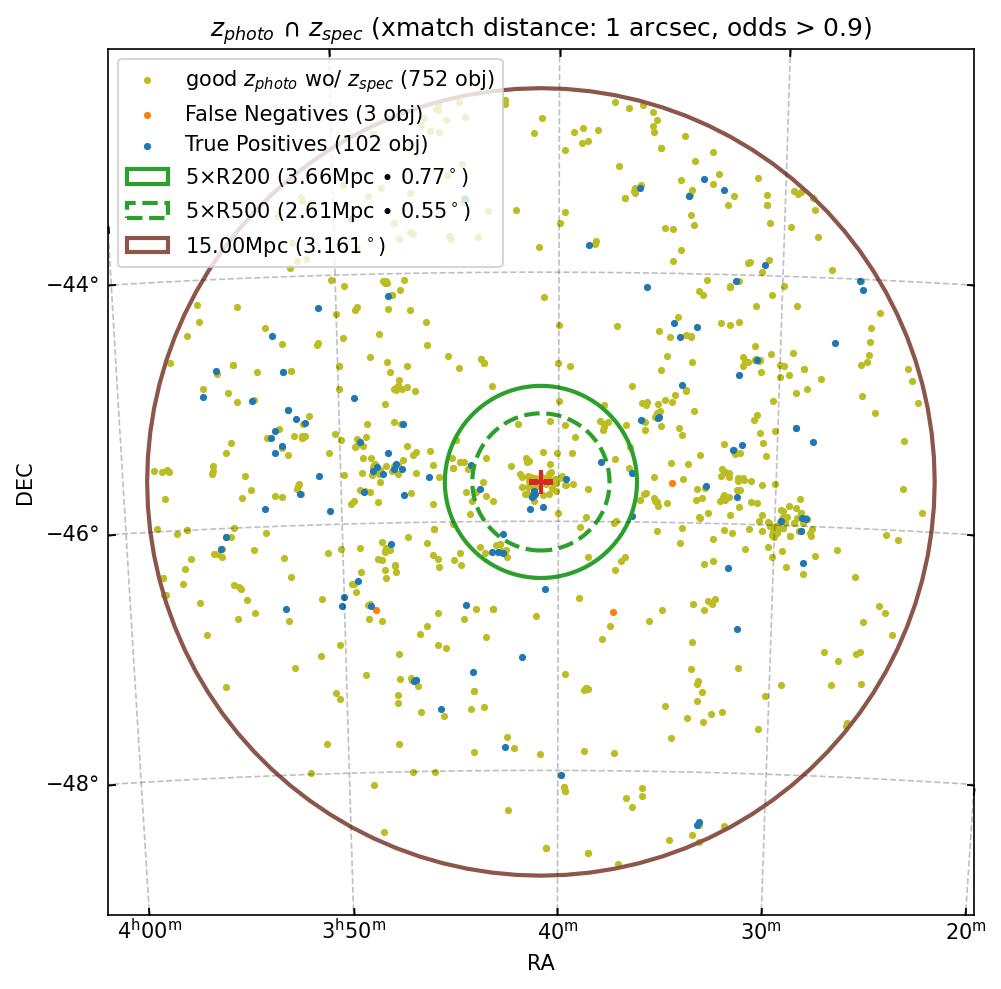 z_photo ∩ z_spec (xmatch distance: 1 arcsec, odds > 0.9)
good z_photo wo/ z_spec (752 obj)
False Negatives (3 obj)
True Positives (102 obj)
5×R200 (3.66Mpc • 0.77°)
5×R500 (2.61Mpc • 0.55°)
15.00Mpc (3.161°)
DEC
−44°
−46°
−48°
4ʰ00ᵐ 3ʰ50ᵐ 40ᵐ 30ᵐ 20ᵐ
RA